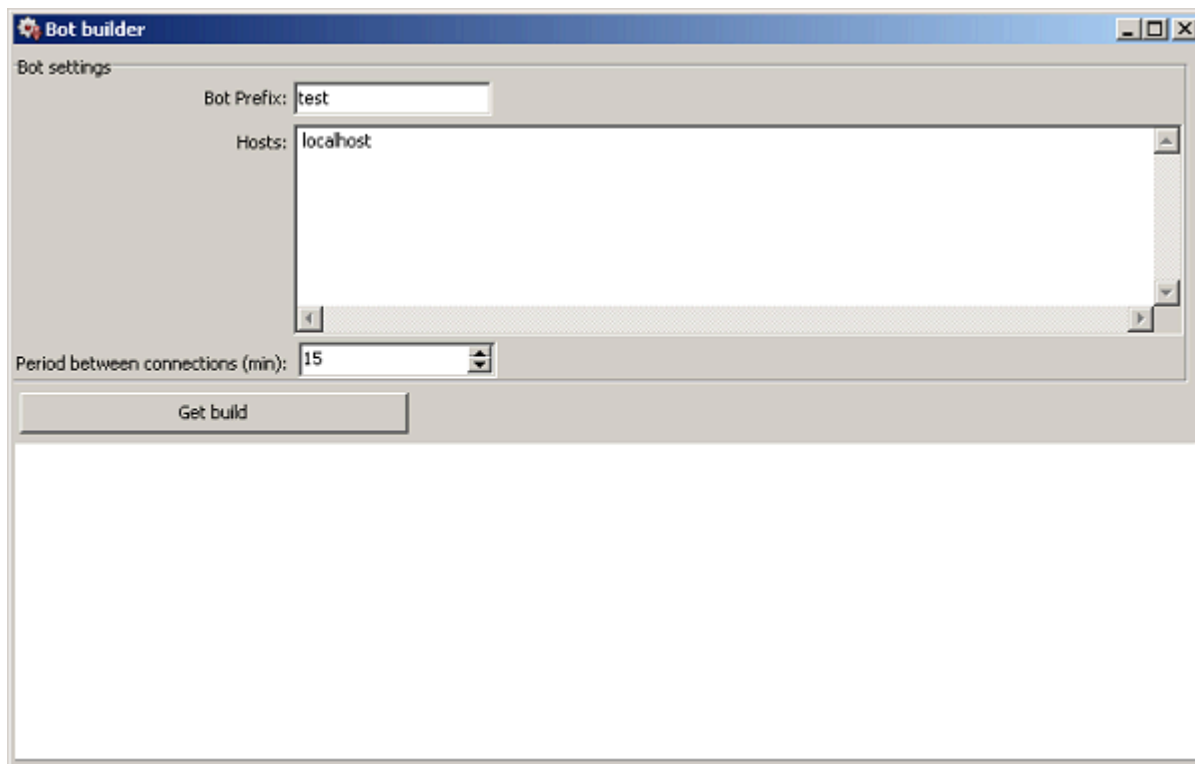 Bot builder
Bot settings
Bot Prefix: test
Hosts: localhost
Period between connections (min): 15
Get build